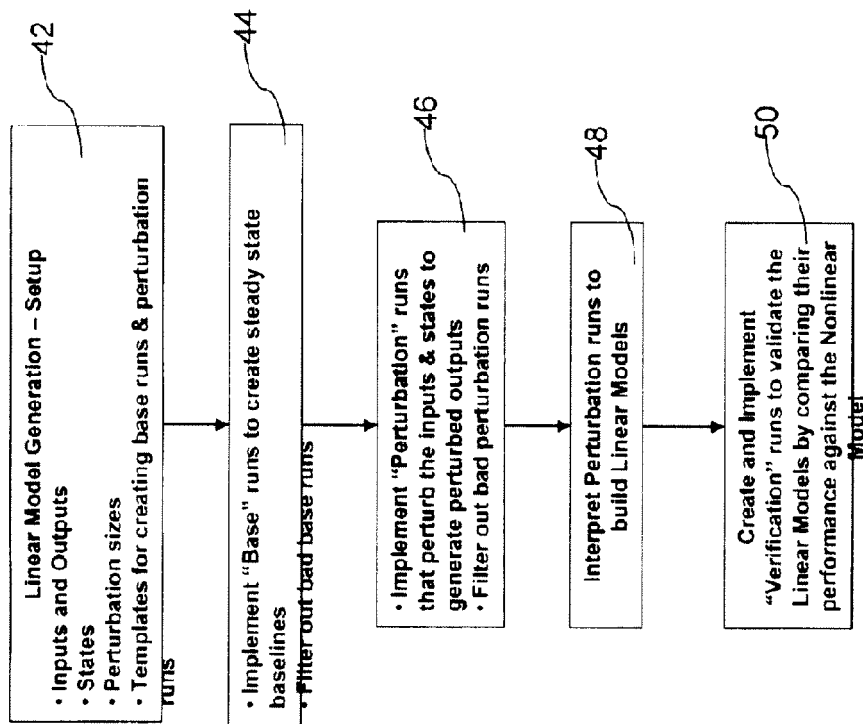 Linear Model Generation – Setup
• Inputs and Outputs
• States
• Perturbation sizes
• Templates for creating base runs & perturbation
runs
42
• Implement "Base" runs to create steady state
baselines
• Filter out bad base runs
44
• Implement "Perturbation" runs
that perturb the inputs & states to
generate perturbed outputs
• Filter out bad perturbation runs
46
Interpret Perturbation runs to
build Linear Models
48
Create and Implement
"Verification" runs to validate the
Linear Models by comparing their
performance against the Nonlinear
Model
50